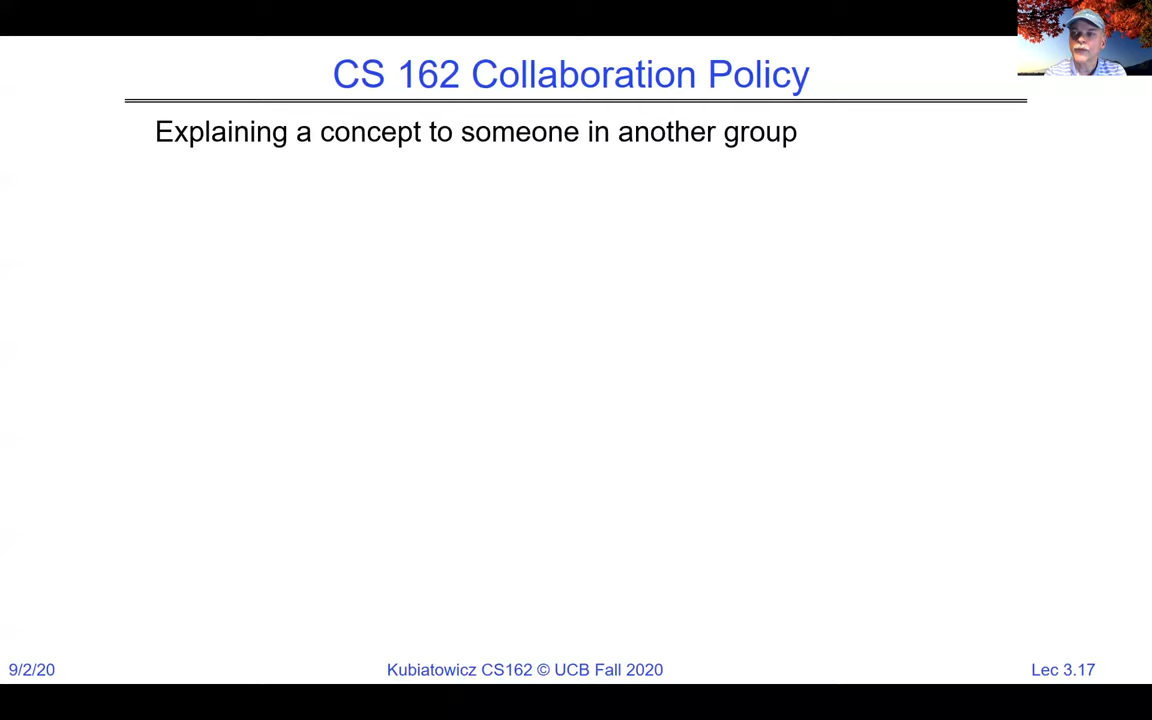 CS 162 Collaboration Policy
Explaining a concept to someone in another group
9/2/20
Kubiatowicz CS162 © UCB Fall 2020
Lec 3.17